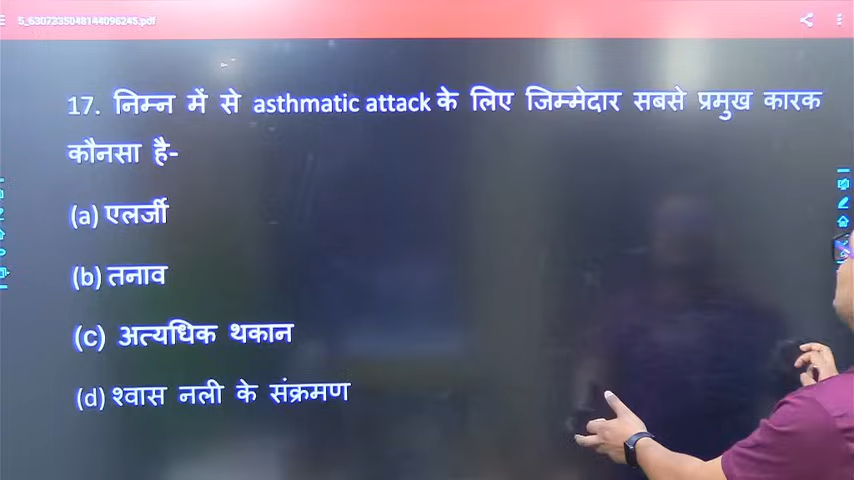 5_6307335048144096245.pdf
17. निम्न में से asthmatic attack के लिए जिम्मेदार सबसे प्रमुख कारक
कौनसा है-
(a) एलर्जी
(b) तनाव
(c) अत्यधिक थकान
(d) श्वास नली के संक्रमण